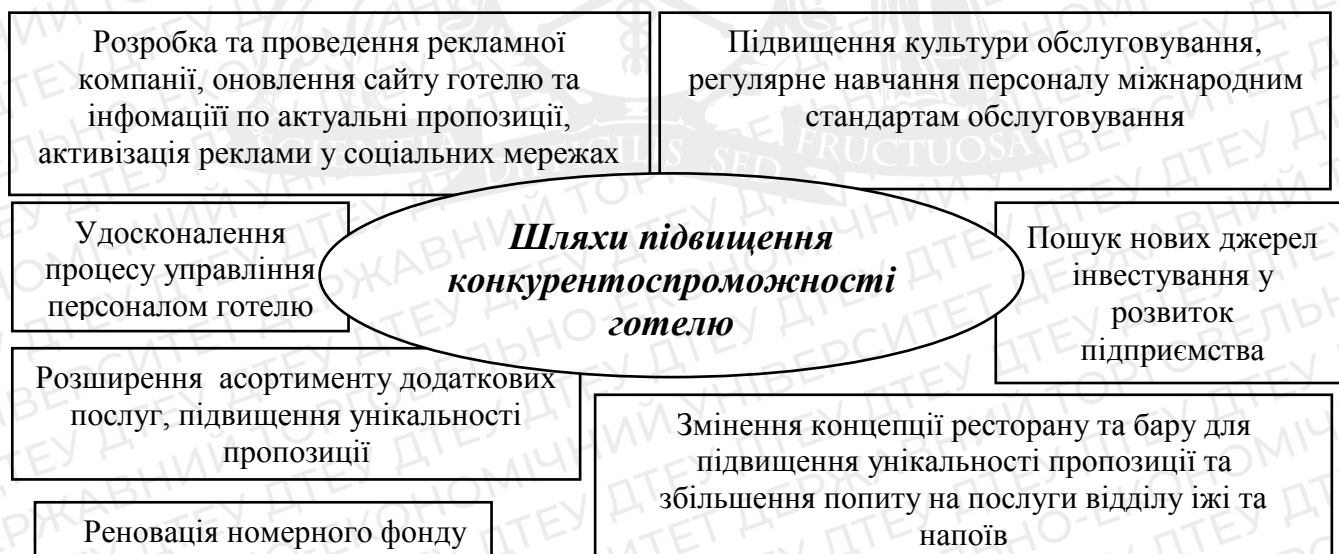 Розробка та проведення рекламної
компанії, оновлення сайту готелю та
інфомаціїї по актуальні пропозиції,
активізація реклами у соціальних мережах
Підвищення культури обслуговування,
регулярне навчання персоналу міжнародним
стандартам обслуговування
Удосконалення
процесу управління
персоналом готелю
Шляхи підвищення
конкурентоспроможності
готелю
Пошук нових джерел
інвестування у
розвиток
підприємства
Розширення асортименту додаткових
послуг, підвищення унікальності
пропозиції
Змінення концепції ресторану та бару для
підвищення унікальності пропозиції та
збільшення попиту на послуги відділу іжі та
напоїв
Реновація номерного фонду